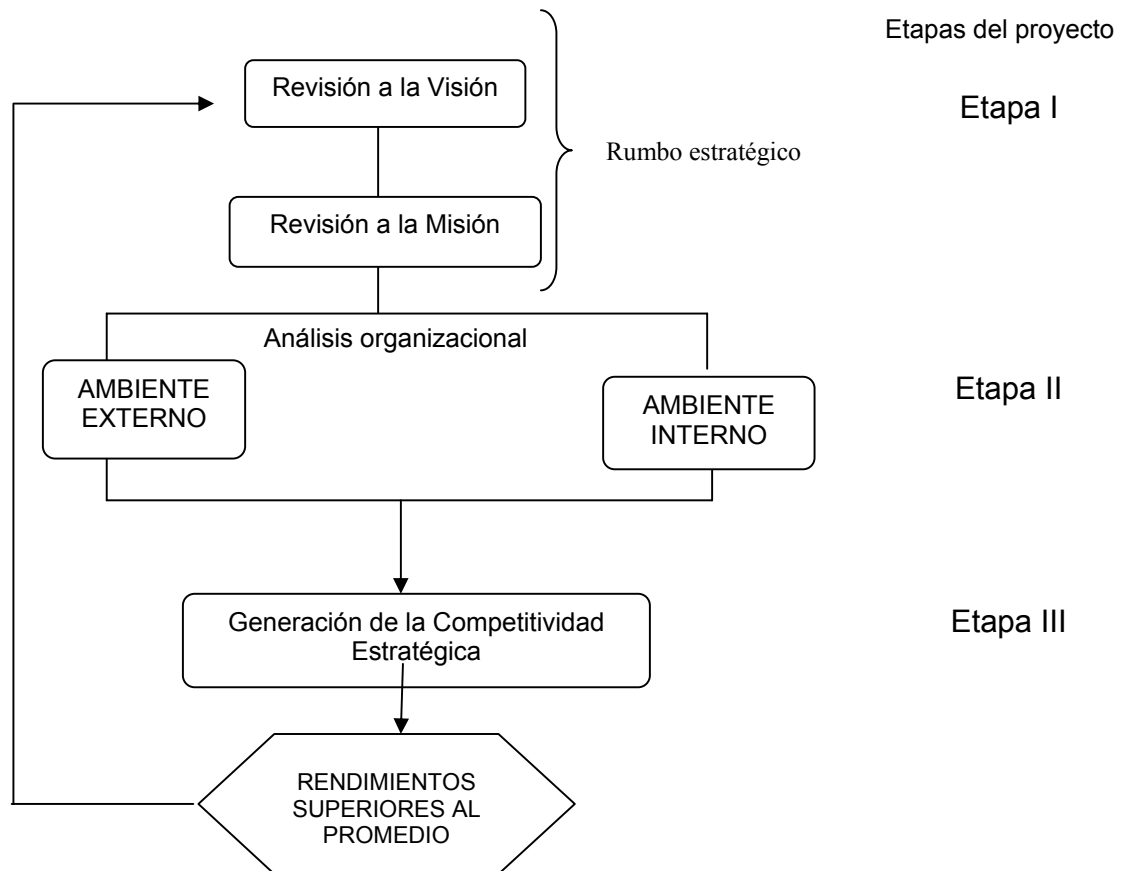 Etapas del proyecto
Revisión a la Visión
Etapa I
Rumbo estratégico
Revisión a la Misión
Análisis organizacional
AMBIENTE
EXTERNO
AMBIENTE
INTERNO
Etapa II
Generación de la Competitividad
Estratégica
Etapa III
RENDIMIENTOS
SUPERIORES AL
PROMEDIO